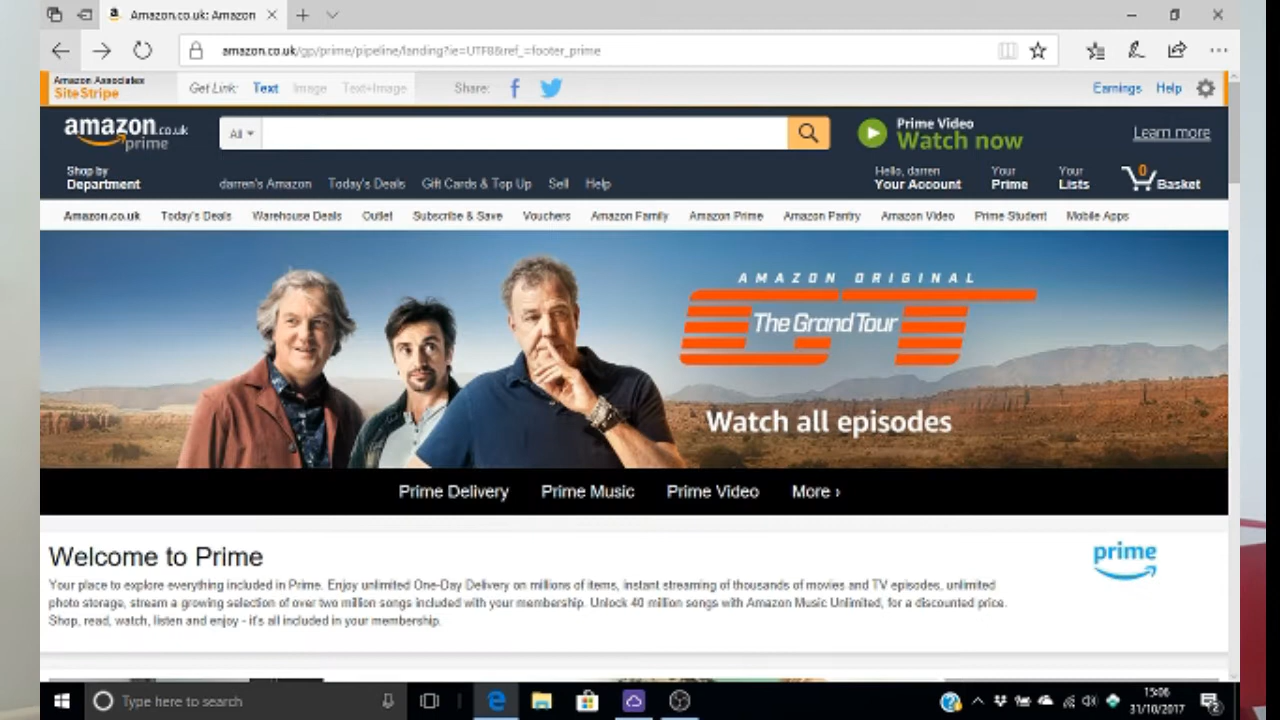 Amazon.co.uk: Amazon
amazon.co.uk/gp/prime/pipeline/landing?ie=UTF8&ref_=footer_prime
Amazon Associates
SiteStripe
Get Link: Text Image Text+Image Share:
Earnings Help
amazon.co.uk
prime
All
Prime Video
Watch now
Learn more
Shop by
Department
darren's Amazon Today's Deals Gift Cards & Top Up Sell Help
Hello, darren
Your Account
Your
Prime
Your
Lists
0
Basket
Amazon.co.uk Today's Deals Warehouse Deals Outlet Subscribe & Save Vouchers Amazon Family Amazon Prime Amazon Pantry Amazon Video Prime Student Mobile Apps
AMAZON ORIGINAL
The Grand Tour
Watch all episodes
Prime Delivery Prime Music Prime Video More ›
Welcome to Prime
prime
Your place to explore everything included in Prime. Enjoy unlimited One-Day Delivery on millions of items, instant streaming of thousands of movies and TV episodes, unlimited
photo storage, stream a growing selection of over two million songs included with your membership. Unlock 40 million songs with Amazon Music Unlimited, for a discounted price.
Shop, read, watch, listen and enjoy - it's all included in your membership.
Type here to search
15:06
31/10/2017
2